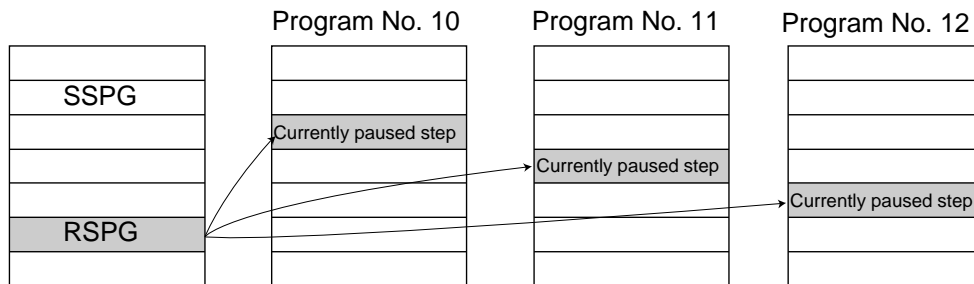 Program No. 10
Program No. 11
Program No. 12
SSPG
Currently paused step
Currently paused step
Currently paused step
RSPG